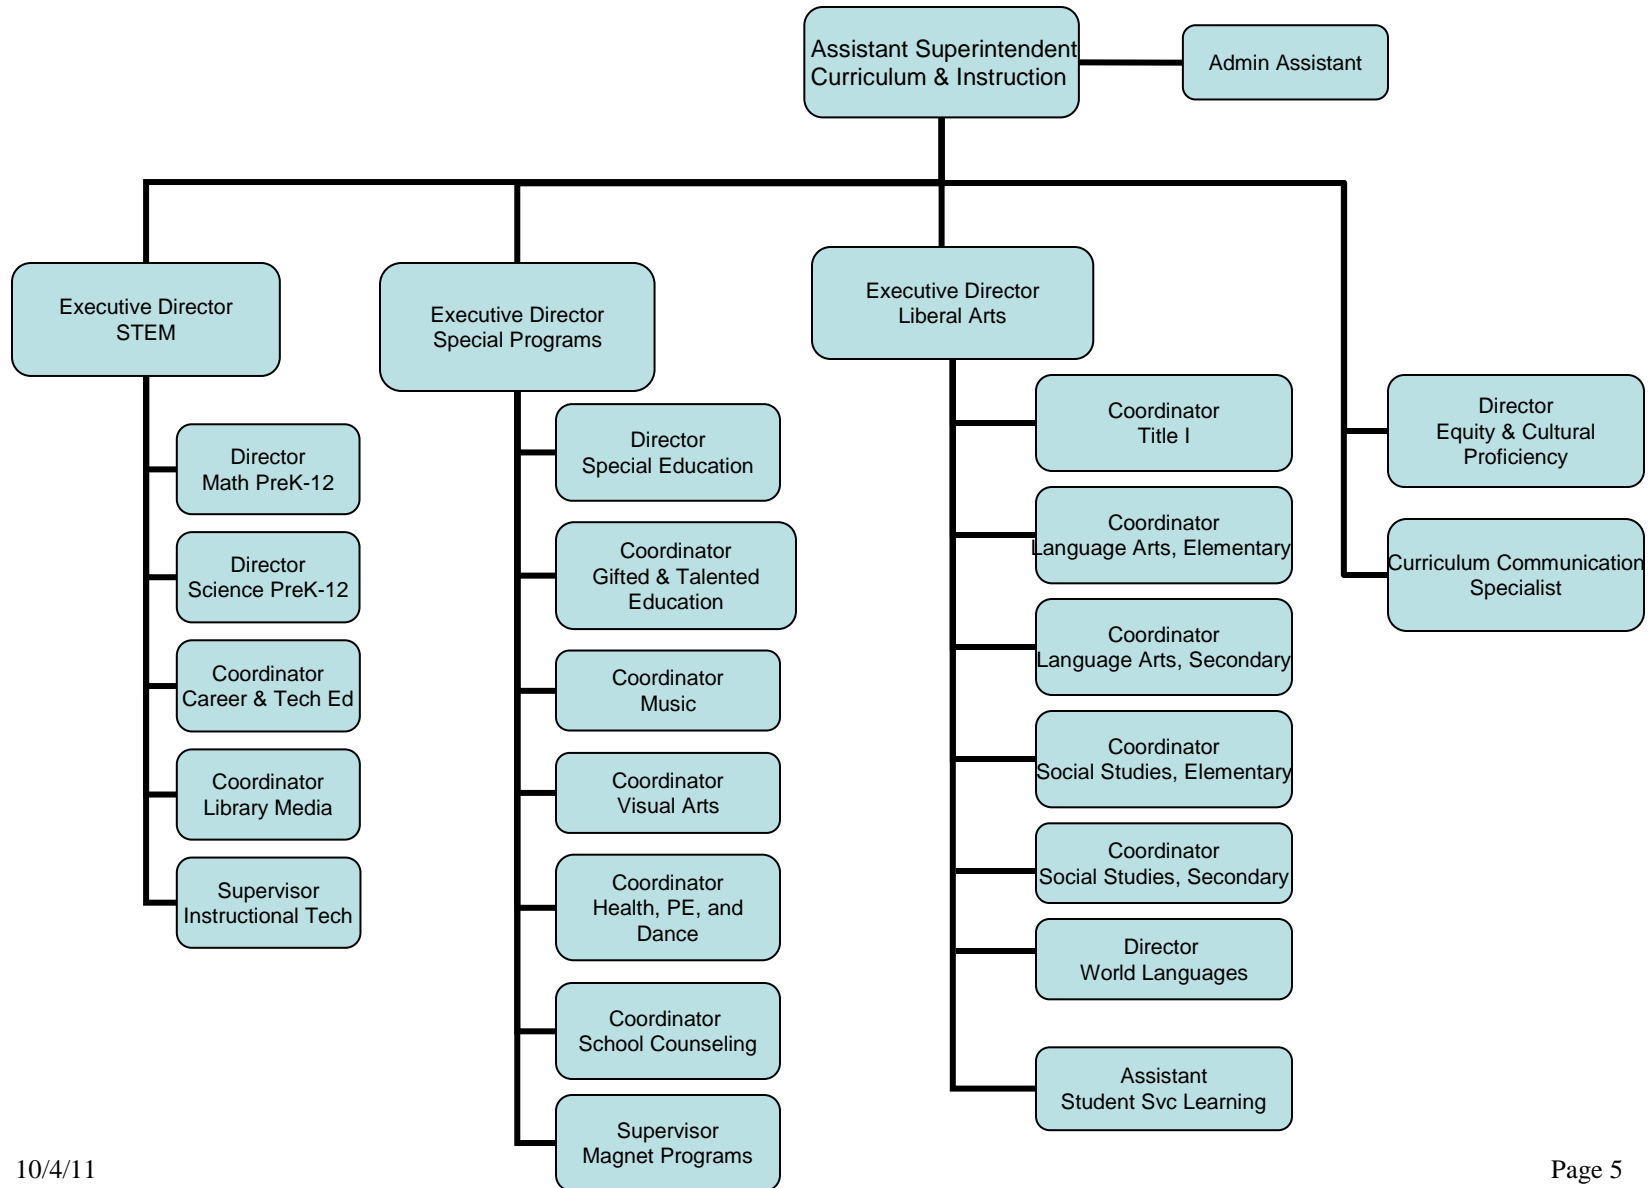 Assistant Superintendent
Curriculum & Instruction
Admin Assistant
Executive Director
STEM
Director
Math PreK-12
Director
Science PreK-12
Coordinator
Career & Tech Ed
Coordinator
Library Media
Supervisor
Instructional Tech
Executive Director
Special Programs
Director
Special Education
Coordinator
Gifted & Talented
Education
Coordinator
Music
Coordinator
Visual Arts
Coordinator
Health, PE, and
Dance
Coordinator
School Counseling
Supervisor
Magnet Programs
Executive Director
Liberal Arts
Coordinator
Title I
Coordinator
Language Arts, Elementary
Coordinator
Language Arts, Secondary
Coordinator
Social Studies, Elementary
Coordinator
Social Studies, Secondary
Director
World Languages
Assistant
Student Svc Learning
Director
Equity & Cultural
Proficiency
Curriculum Communication
Specialist
10/4/11
Page 5